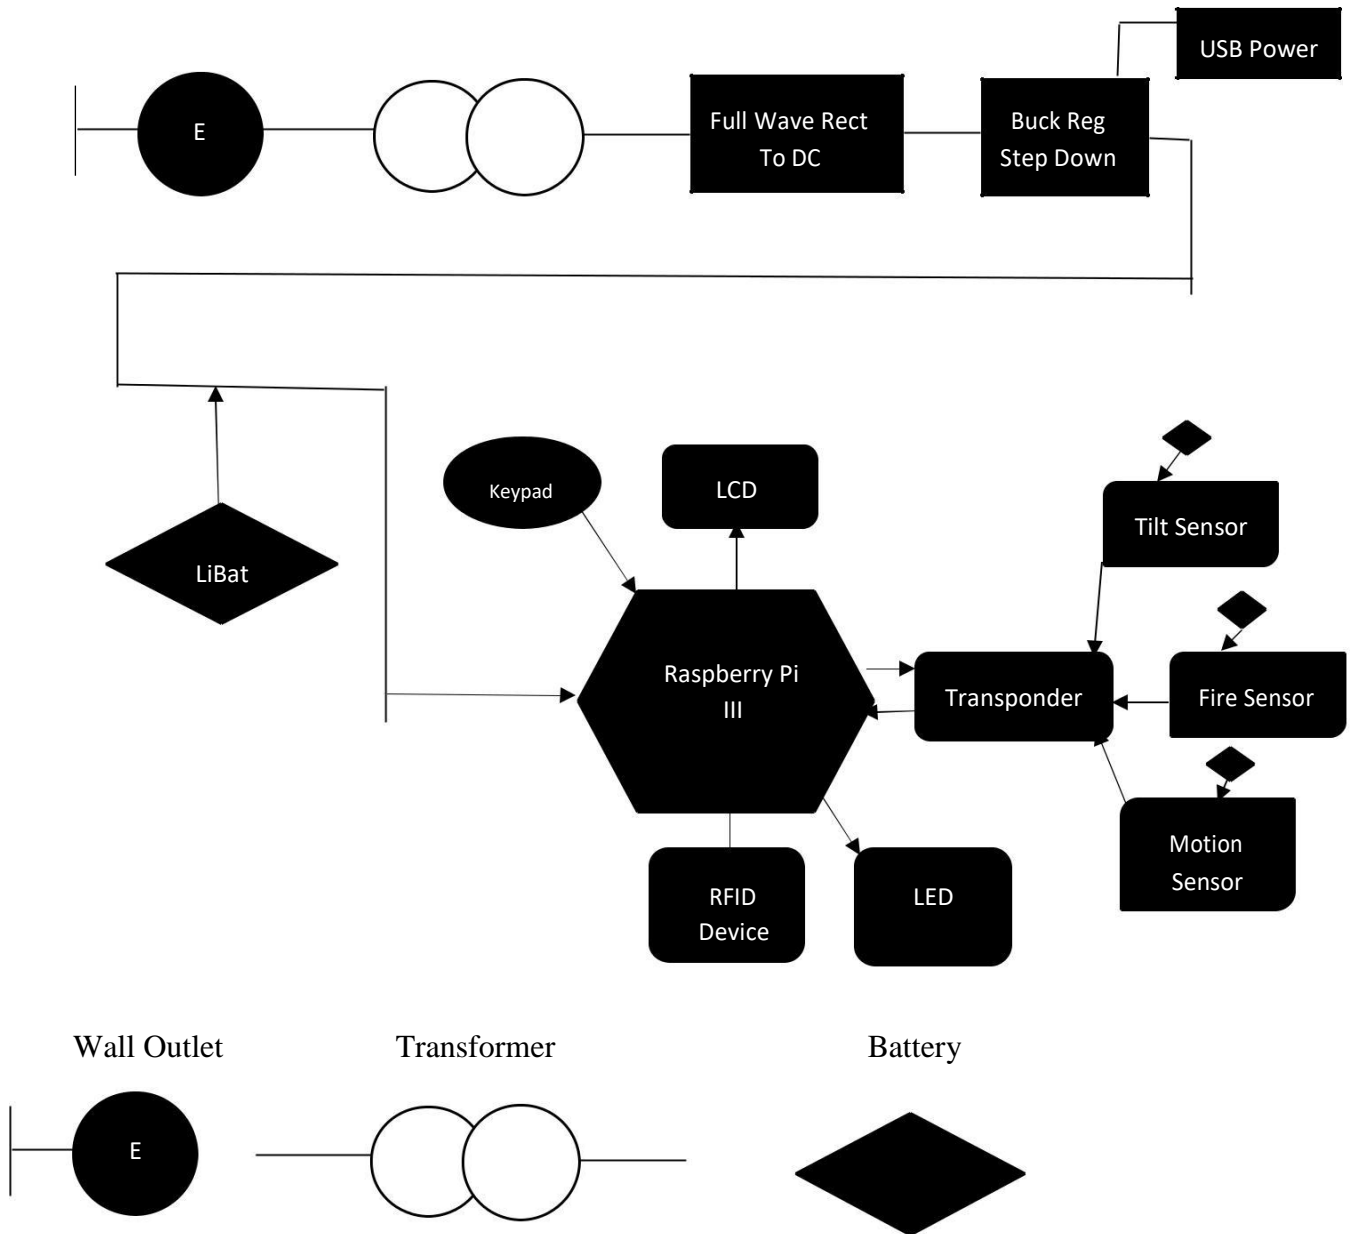 USB Power
E
Full Wave Rect
To DC
Buck Reg
Step Down
Keypad
LCD
Tilt Sensor
LiBat
Raspberry Pi
III
Transponder
Fire Sensor
Motion
Sensor
RFID
Device
LED
Wall Outlet
Transformer
Battery
E